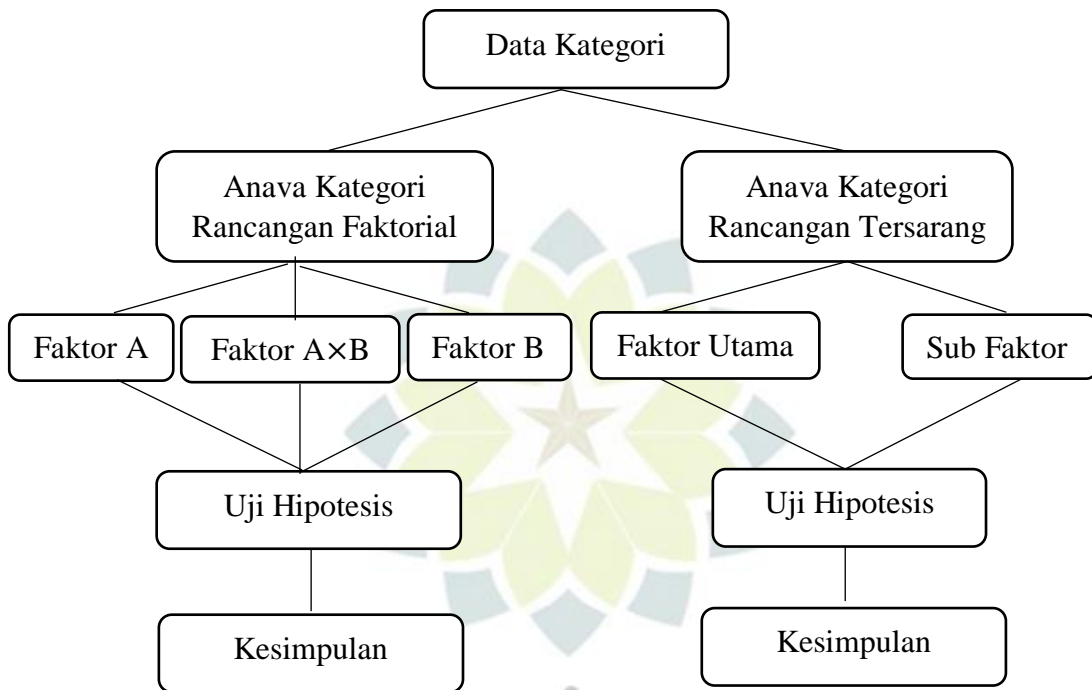 Data Kategori
Anava Kategori
Rancangan Faktorial
Anava Kategori
Rancangan Tersarang
Faktor A
Faktor A×B
Faktor B
Faktor Utama
Sub Faktor
Uji Hipotesis
Uji Hipotesis
Kesimpulan
Kesimpulan